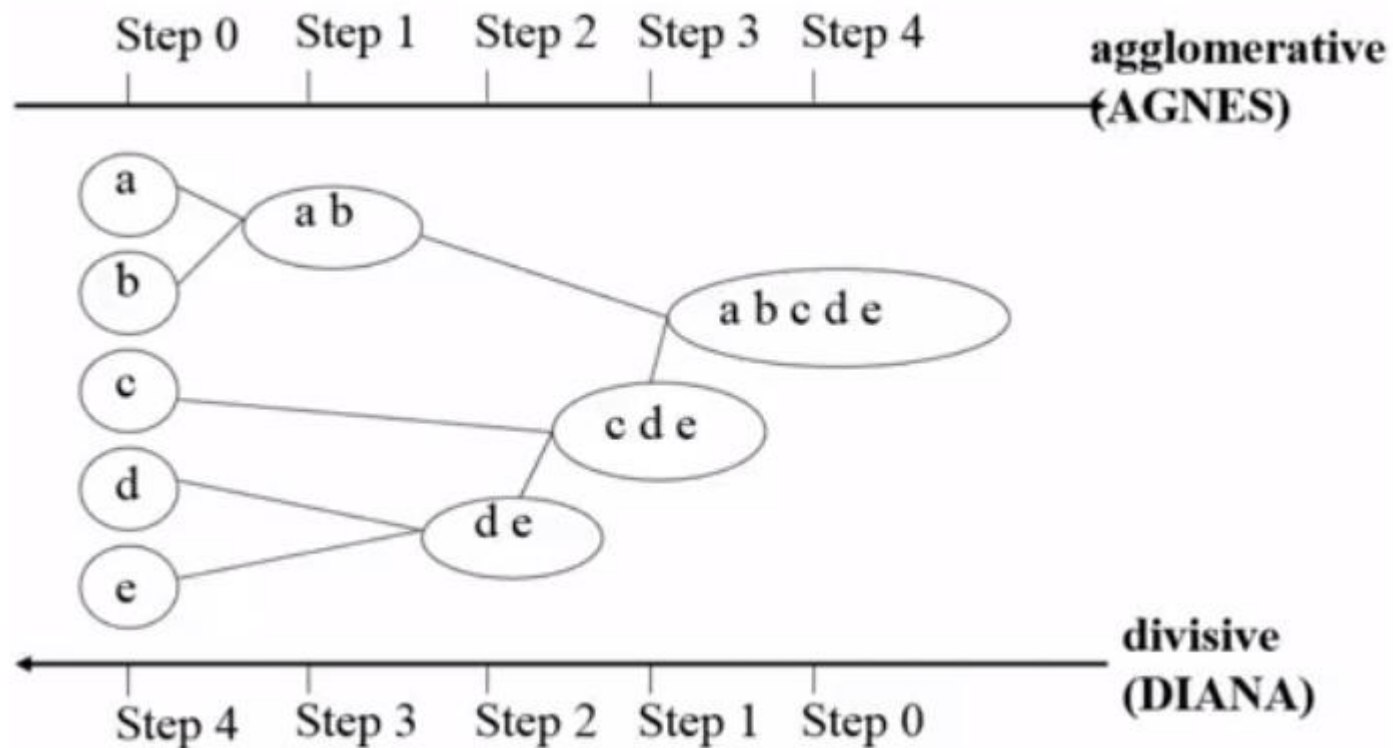 Step 0 Step 1 Step 2 Step 3 Step 4
agglomerative
(AGNES)
a
a b
b
a b c d e
c
c d e
d
d e
e
divisive
(DIANA)
Step 4 Step 3 Step 2 Step 1 Step 0